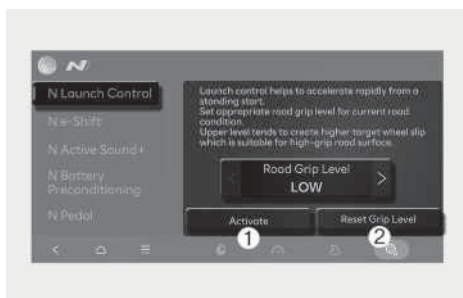 N
N Launch Control
N e-Shift
N Active Sound+
N Battery
Preconditioning
N Pedal
Launch control helps to accelerate rapidly from a
standing start.
Set appropriate road grip level for current road
condition.
Upper level tends to create higher target wheel slip
which is suitable for high-grip road surface.
Road Grip Level
LOW
Activate
Reset Grip Level
1
2